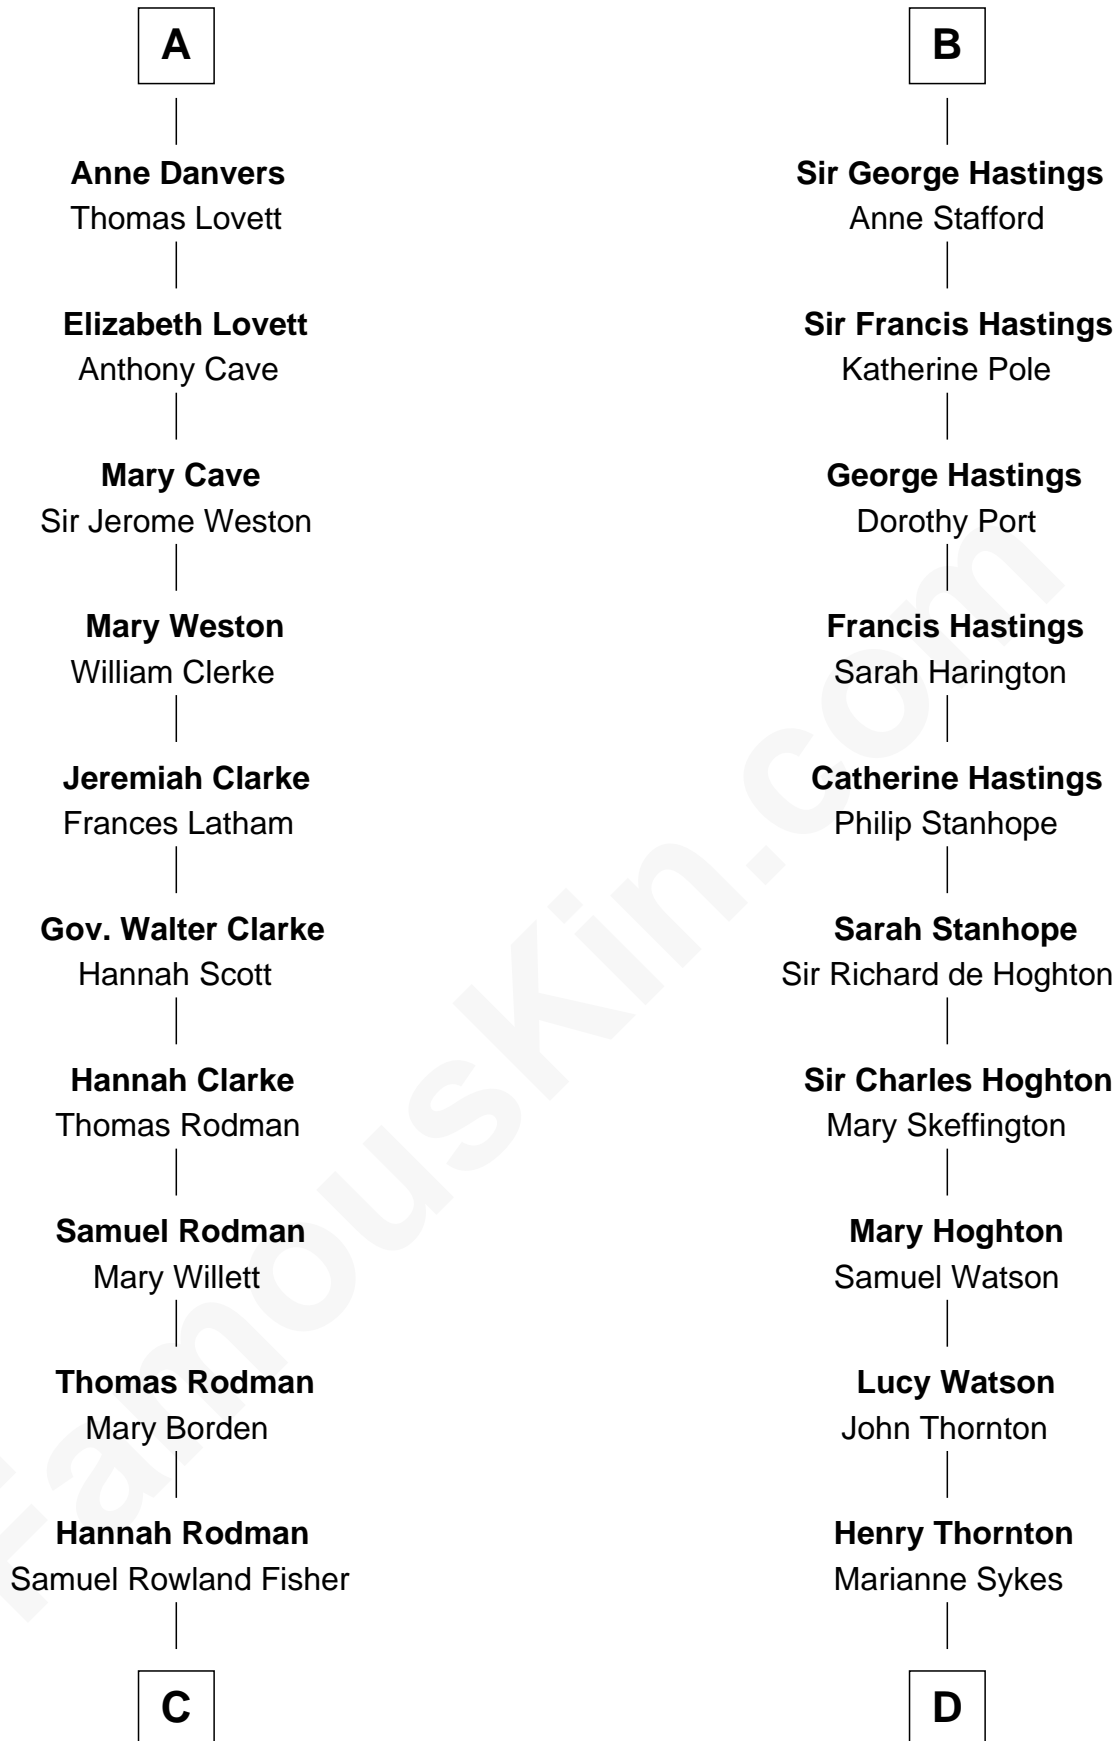 A
Anne Danvers
Thomas Lovett
Elizabeth Lovett
Anthony Cave
Mary Cave
Sir Jerome Weston
Mary Weston
William Clerke
Jeremiah Clarke
Frances Latham
Gov. Walter Clarke
Hannah Scott
Hannah Clarke
Thomas Rodman
Samuel Rodman
Mary Willett
Thomas Rodman
Mary Borden
Hannah Rodman
Samuel Rowland Fisher
C
B
Sir George Hastings
Anne Stafford
Sir Francis Hastings
Katherine Pole
George Hastings
Dorothy Port
Francis Hastings
Sarah Harington
Catherine Hastings
Philip Stanhope
Sarah Stanhope
Sir Richard de Hoghton
Sir Charles Hoghton
Mary Skeffington
Mary Hoghton
Samuel Watson
Lucy Watson
John Thornton
Henry Thornton
Marianne Sykes
D
FamousKin.com